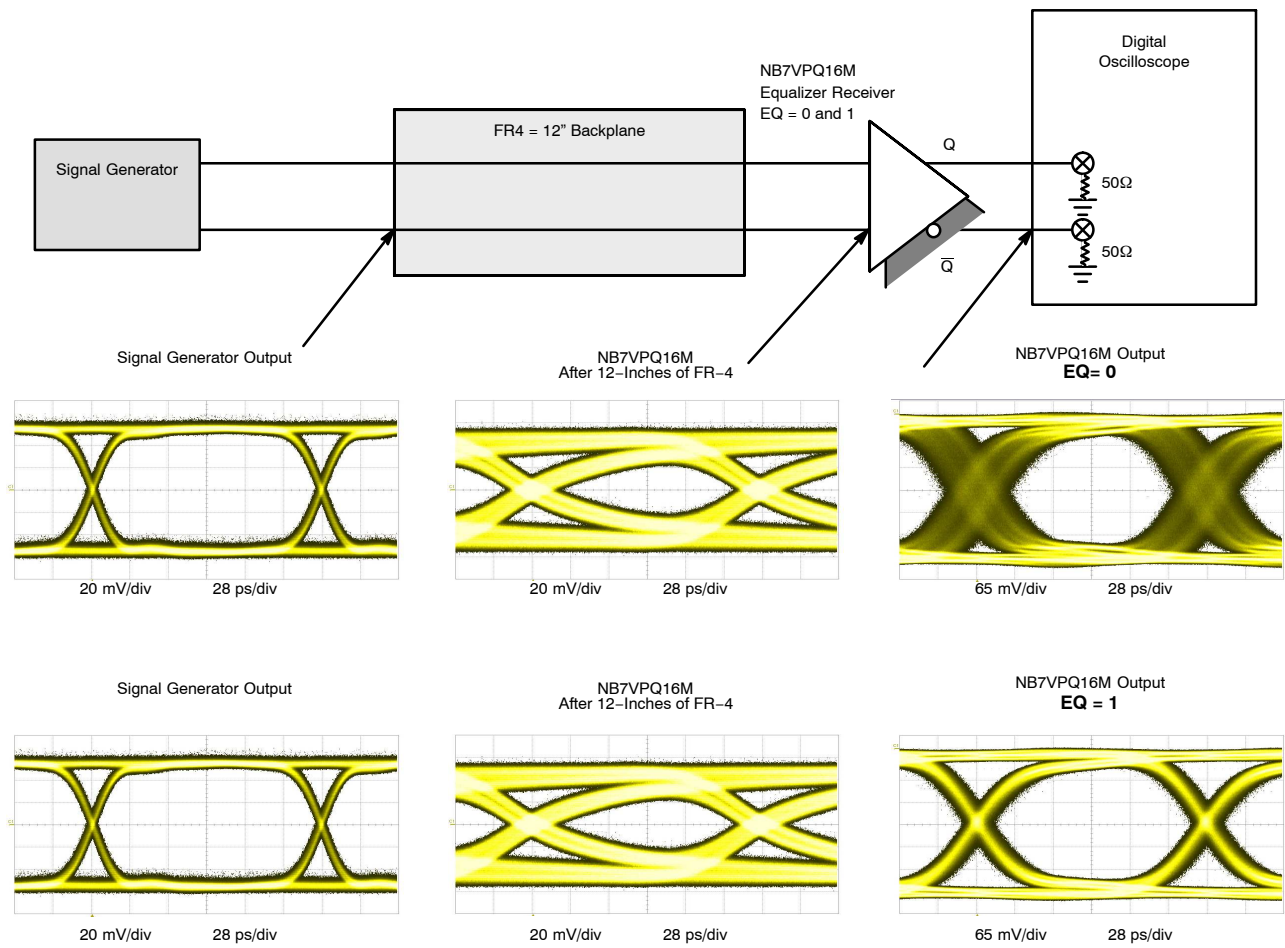 Digital
Oscilloscope
NB7VPQ16M
Equalizer Receiver
EQ = 0 and 1
FR4 = 12” Backplane
Signal Generator
Q
50Ω
50Ω
Q̅
Signal Generator Output
NB7VPQ16M
After 12−Inches of FR−4
NB7VPQ16M Output
EQ= 0
20 mV/div 28 ps/div
20 mV/div 28 ps/div
65 mV/div 28 ps/div
Signal Generator Output
NB7VPQ16M
After 12−Inches of FR−4
NB7VPQ16M Output
EQ = 1
20 mV/div 28 ps/div
20 mV/div 28 ps/div
65 mV/div 28 ps/div